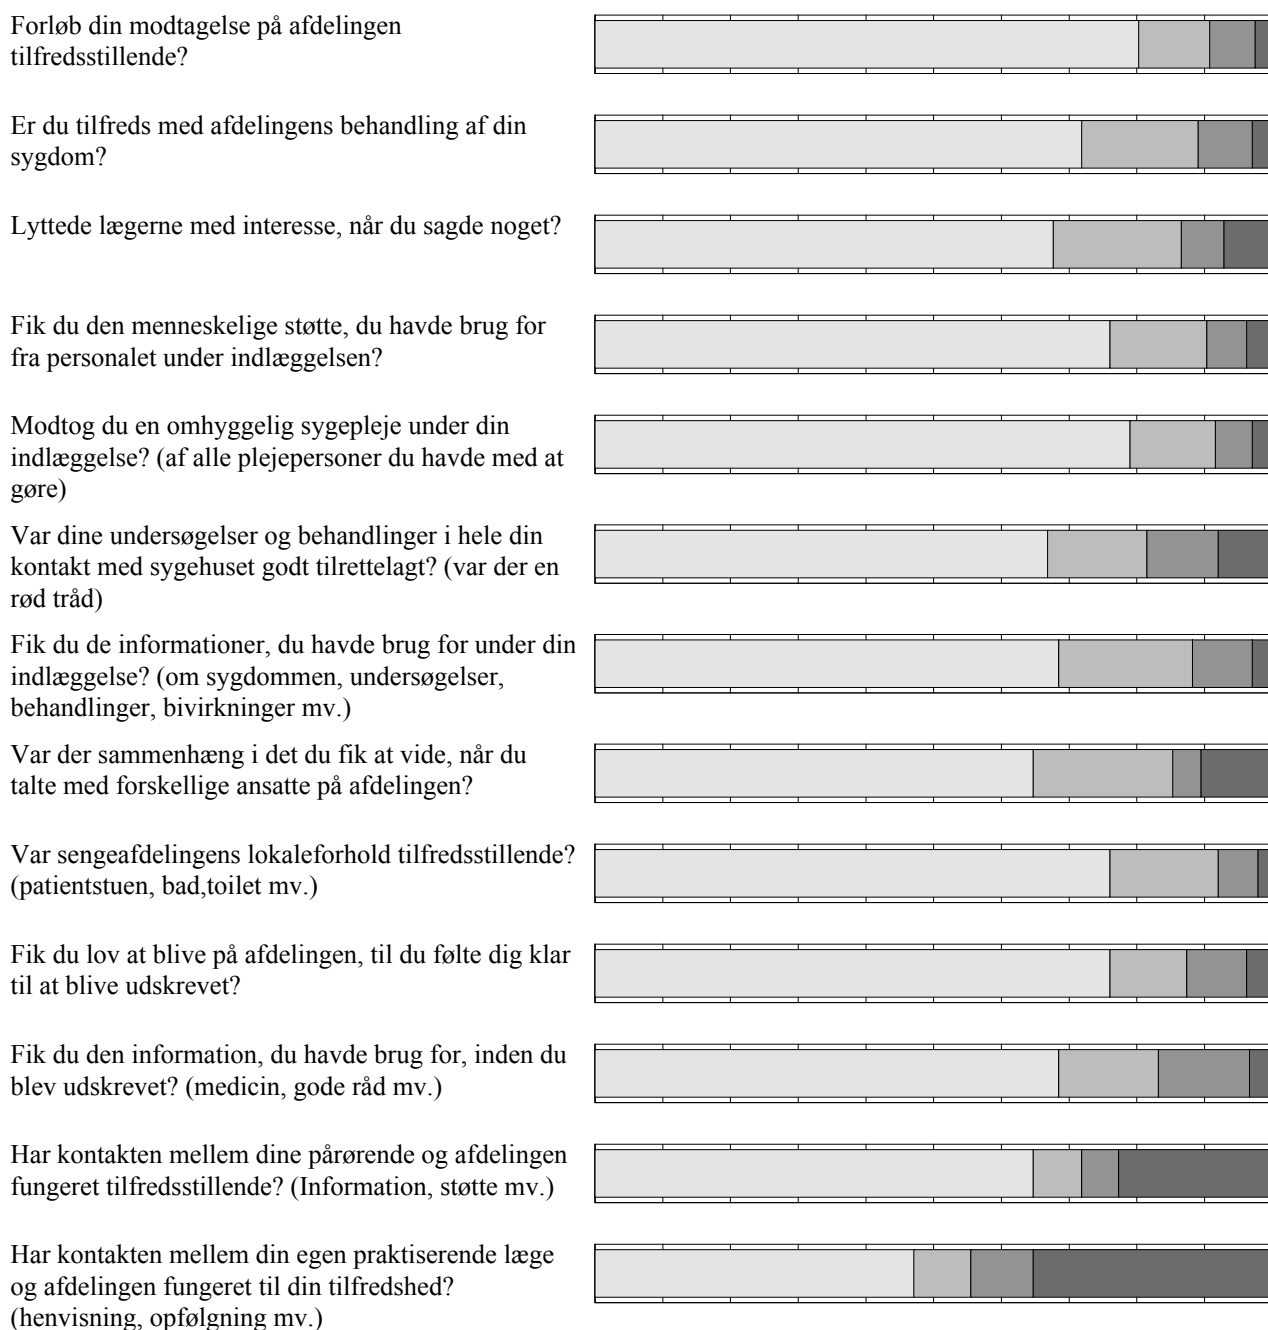 Forløb din modtagelse på afdelingen
tilfredsstillende?
Er du tilfreds med afdelingens behandling af din
sygdom?
Lyttede lægerne med interesse, når du sagde noget?
Fik du den menneskelige støtte, du havde brug for
fra personalet under indlæggelsen?
Modtog du en omhyggelig sygepleje under din
indlæggelse? (af alle plejepersoner du havde med at
gøre)
Var dine undersøgelser og behandlinger i hele din
kontakt med sygehuset godt tilrettelagt? (var der en
rød tråd)
Fik du de informationer, du havde brug for under din
indlæggelse? (om sygdommen, undersøgelser,
behandlinger, bivirkninger mv.)
Var der sammenhæng i det du fik at vide, når du
talte med forskellige ansatte på afdelingen?
Var sengeafdelingens lokaleforhold tilfredsstillende?
(patientstuen, bad,toilet mv.)
Fik du lov at blive på afdelingen, til du følte dig klar
til at blive udskrevet?
Fik du den information, du havde brug for, inden du
blev udskrevet? (medicin, gode råd mv.)
Har kontakten mellem dine pårørende og afdelingen
fungeret tilfredsstillende? (Information, støtte mv.)
Har kontakten mellem din egen praktiserende læge
og afdelingen fungeret til din tilfredshed?
(henvisning, opfølgning mv.)